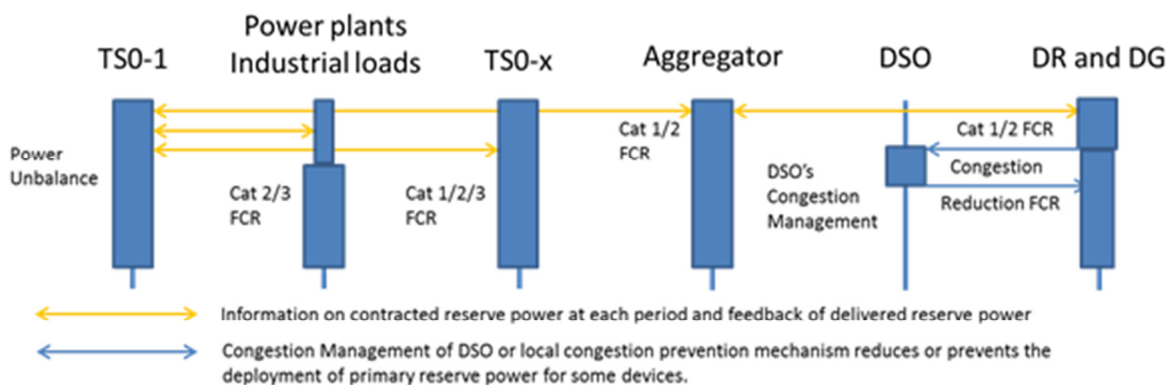 Power plants
Industrial loads
TS0-1
TS0-x
Aggregator
DSO
DR and DG
Power
Unbalance
Cat 2/3
FCR
Cat 1/2/3
FCR
Cat 1/2
FCR
DSO's
Congestion
Management
Cat 1/2 FCR
Congestion
Reduction FCR
Information on contracted reserve power at each period and feedback of delivered reserve power
Congestion Management of DSO or local congestion prevention mechanism reduces or prevents the
deployment of primary reserve power for some devices.